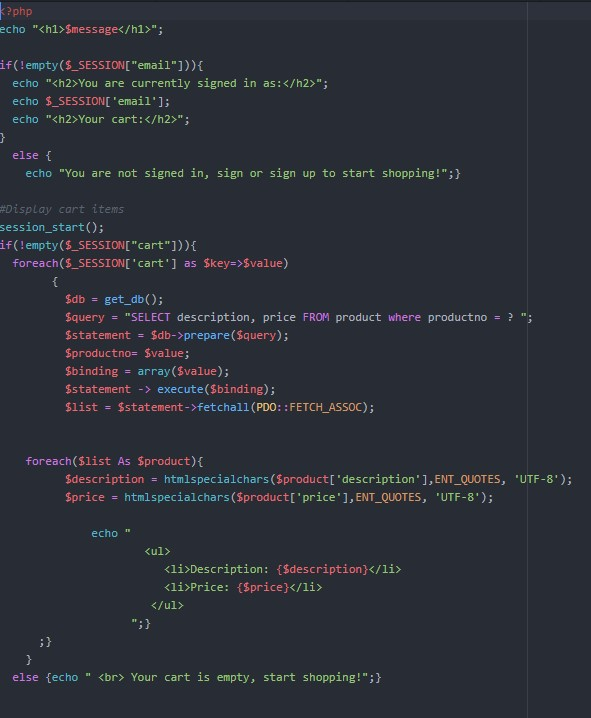 <?php
echo "<h1>$message</h1>";
if(!empty($_SESSION["email"])){
echo "<h2>You are currently signed in as:</h2>";
echo $_SESSION['email'];
echo "<h2>Your cart:</h2>";
}
else {
echo "You are not signed in, sign or sign up to start shopping!";}
#Display cart items
session_start();
if(!empty($_SESSION["cart"])){
foreach($_SESSION['cart'] as $key=>$value)
{
$db = get_db();
$query = "SELECT description, price FROM product where productno = ? ";
$statement = $db->prepare($query);
$productno= $value;
$binding = array($value);
$statement -> execute($binding);
$list = $statement->fetchall(PDO::FETCH_ASSOC);
foreach($list As $product){
$description = htmlspecialchars($product['description'],ENT_QUOTES, 'UTF-8');
$price = htmlspecialchars($product['price'],ENT_QUOTES, 'UTF-8');
echo "
<ul>
<li>Description: {$description}</li>
<li>Price: {$price}</li>
</ul>
";}
;}
}
else {echo " <br> Your cart is empty, start shopping!";}